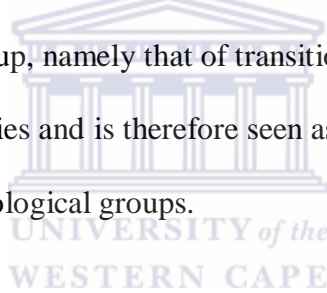 up, namely that of transitio
ies and is therefore seen as
ological groups.
UNIVERSITY of the
WESTERN CAPE